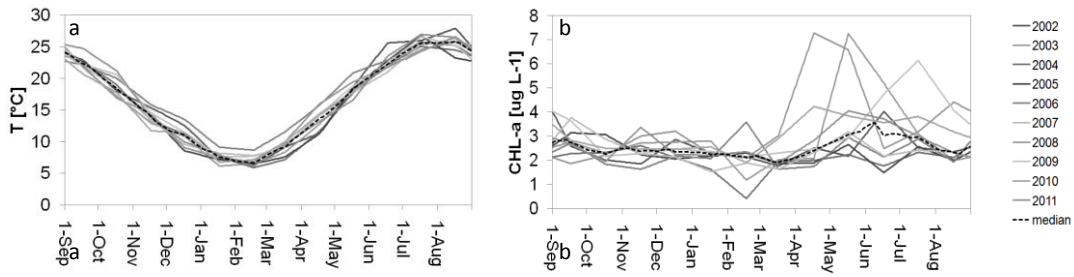 a
T [°C]
30
25
20
15
10
5
0
1-Sep
1-Oct
1-Nov
1-Dec
1-Jan
1-Feb
1-Mar
1-Apr
1-May
1-Jun
1-Jul
1-Aug
a
b
CHL-a [ug L-1]
8
7
6
5
4
3
2
1
0
1-Sep
1-Oct
1-Nov
1-Dec
1-Jan
1-Feb
1-Mar
1-Apr
1-May
1-Jun
1-Jul
1-Aug
b
2002
2003
2004
2005
2006
2007
2008
2009
2010
2011
median